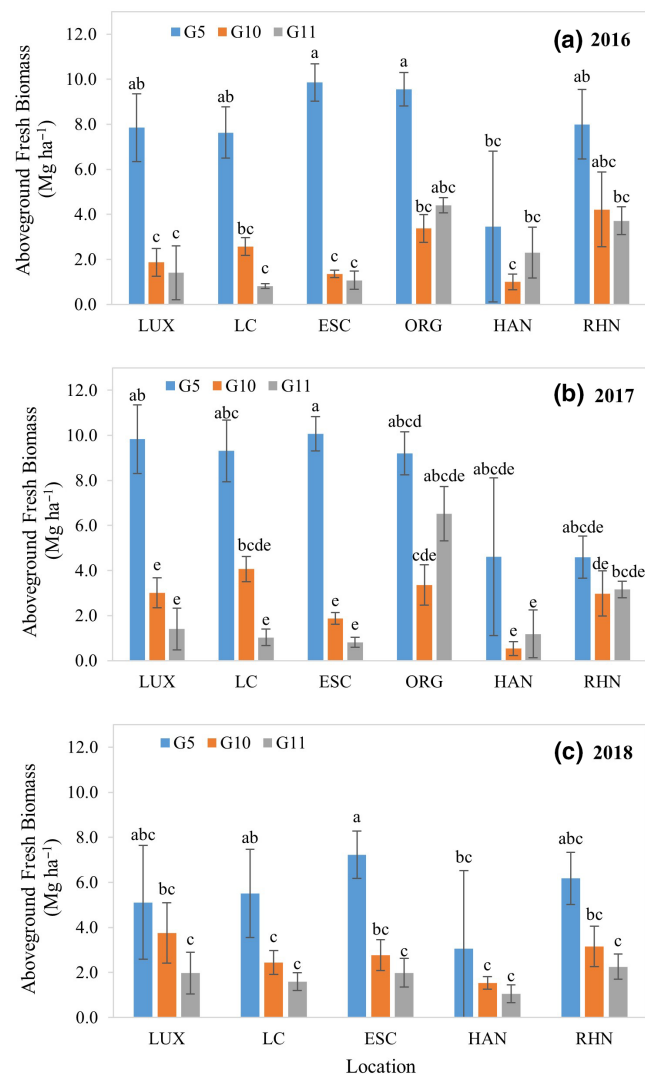 G5 G10 G11
(a) 2016
Aboveground Fresh Biomass
(Mg ha⁻¹)
12.0
10.0
8.0
6.0
4.0
2.0
0.0
ab c c
ab bc c
a c c
a bc abc
bc c bc
ab abc bc
LUX LC ESC ORG HAN RHN
G5 G10 G11
(b) 2017
Aboveground Fresh Biomass
(Mg ha⁻¹)
12.0
10.0
8.0
6.0
4.0
2.0
0.0
ab e e
abc bcde e
a e e
abcd cde abcde
abcde e e
abcde de bcde
LUX LC ESC ORG HAN RHN
G5 G10 G11
(c) 2018
Aboveground Fresh Biomass
(Mg ha⁻¹)
12.0
10.0
8.0
6.0
4.0
2.0
0.0
abc bc c
ab c c
a bc c
bc c c
abc bc c
LUX LC ESC HAN RHN
Location